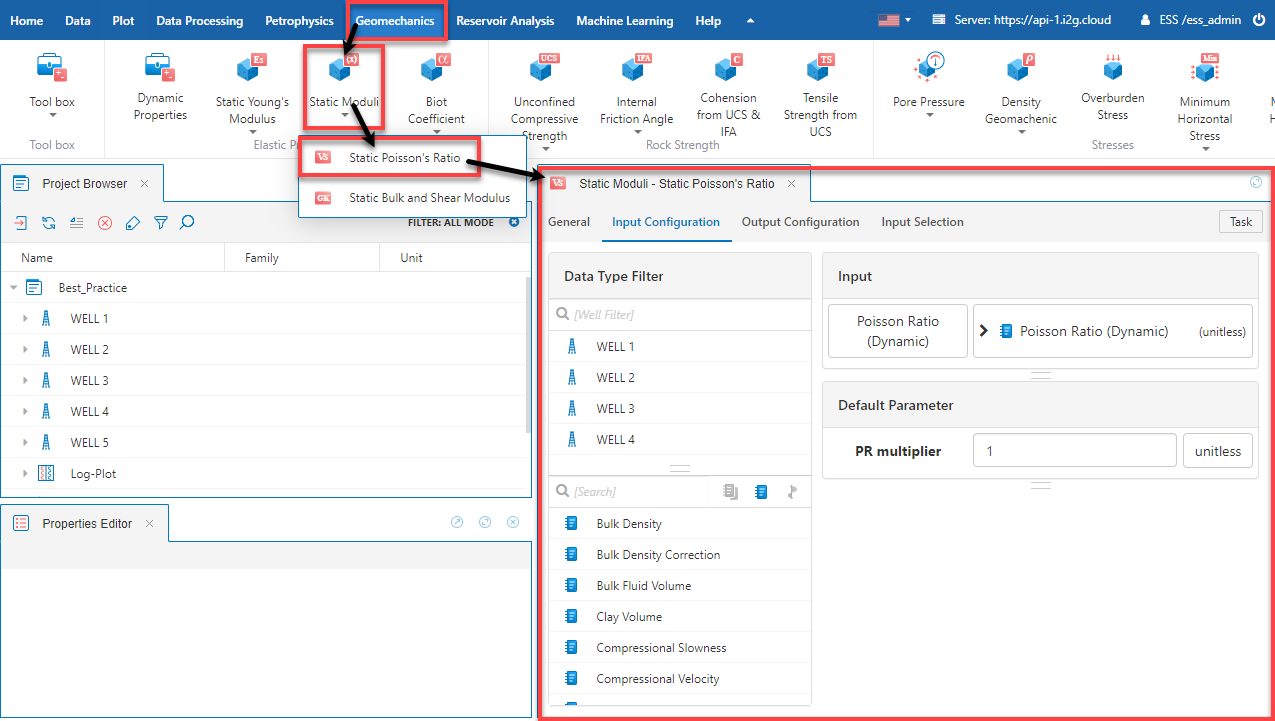 Home Data Plot Data Processing Petrophysics Geomechanics Reservoir Analysis Machine Learning Help Server: https://api-1.i2g.cloud ESS /ess_admin
Es (x) α UCS IFA C TS P Min
Tool box
Dynamic
Properties
Static Young's
Modulus
Static Moduli
Biot
Coefficient
Unconfined
Compressive
Strength
Internal
Friction Angle
Cohension
from UCS &
IFA
Tensile
Strength from
UCS
Pore Pressure
Density
Geomachenic
Overburden
Stress
Minimum
Horizontal
Stress
Tool box
Elastic P
Rock Strength
Stresses
Vs Static Poisson's Ratio
GK Static Bulk and Shear Modulus
Project Browser
FILTER: ALL MODE
Name Family Unit
Best_Practice
WELL 1
WELL 2
WELL 3
WELL 4
WELL 5
Log-Plot
Properties Editor
Vs Static Moduli - Static Poisson's Ratio
General Input Configuration Output Configuration Input Selection Task
Data Type Filter
[Well Filter]
WELL 1
WELL 2
WELL 3
WELL 4
[Search]
Bulk Density
Bulk Density Correction
Bulk Fluid Volume
Clay Volume
Compressional Slowness
Compressional Velocity
Input
Poisson Ratio
(Dynamic)
Poisson Ratio (Dynamic) (unitless)
Default Parameter
PR multiplier 1 unitless